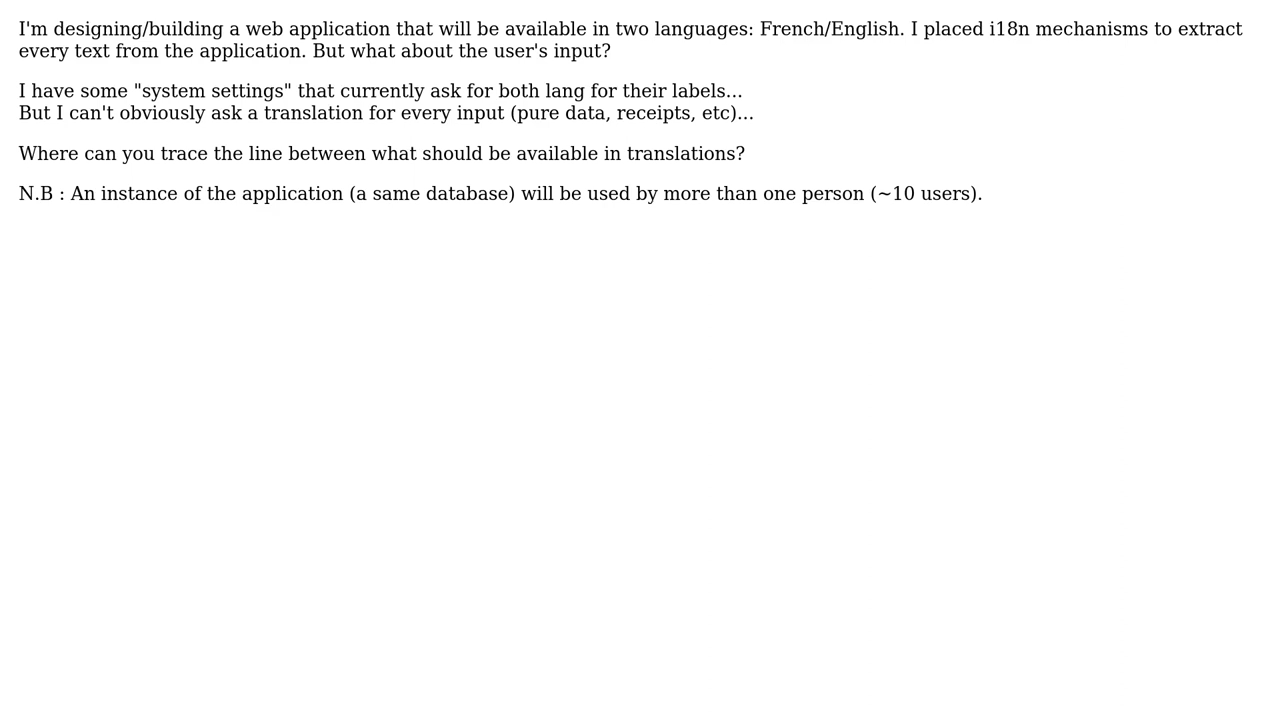 I'm designing/building a web application that will be available in two languages: French/English. I placed i18n mechanisms to extract
every text from the application. But what about the user's input?
I have some "system settings" that currently ask for both lang for their labels...
But I can't obviously ask a translation for every input (pure data, receipts, etc)...
Where can you trace the line between what should be available in translations?
N.B : An instance of the application (a same database) will be used by more than one person (~10 users).